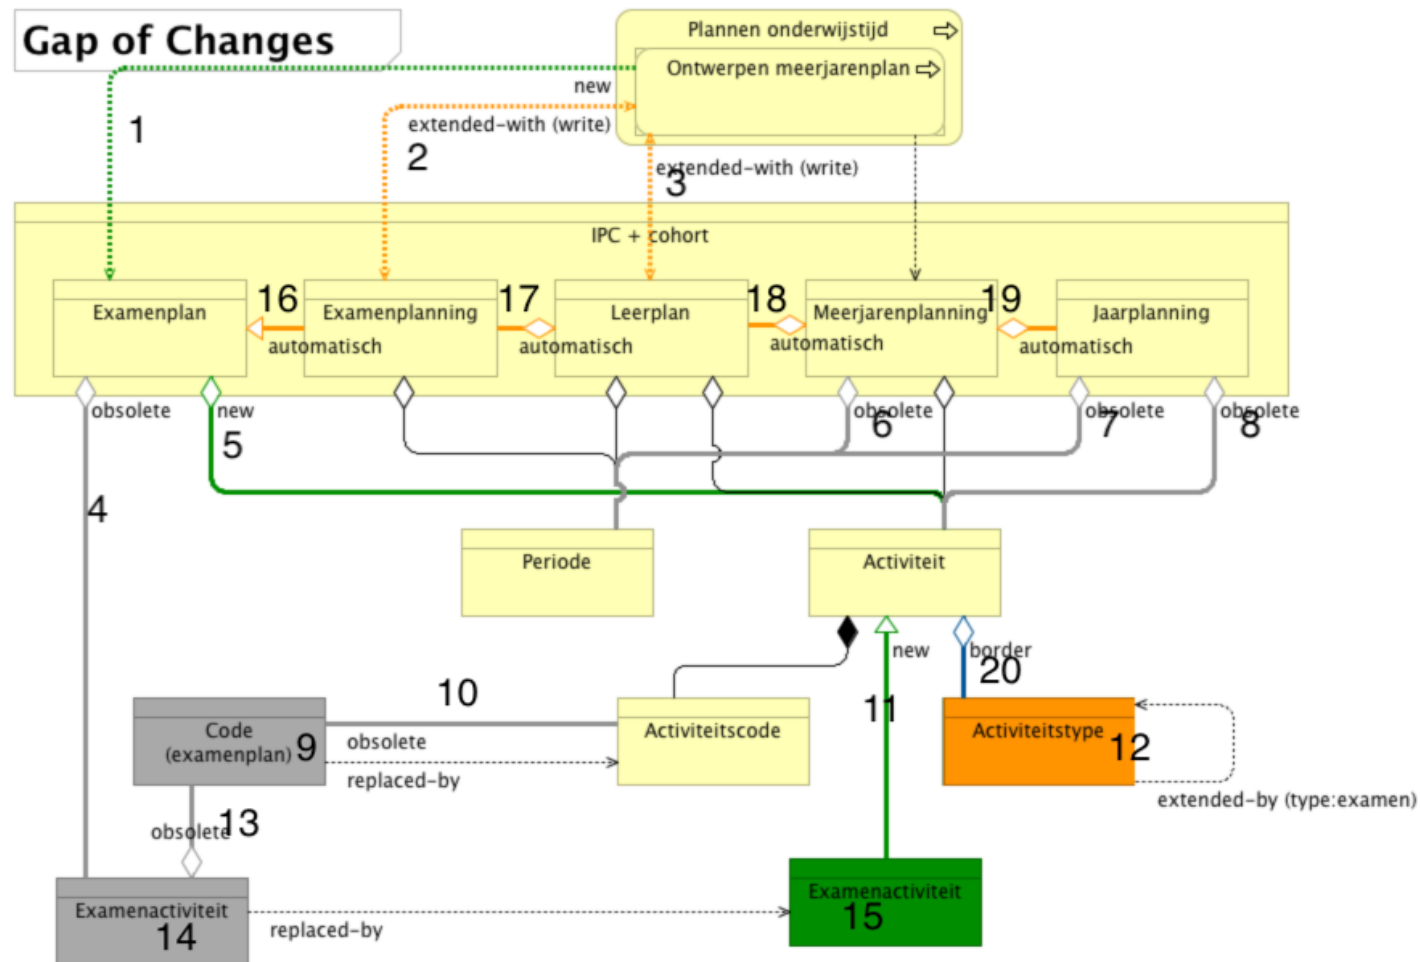 Gap of Changes
Plannen onderwijstijd
Ontwerpen meerjarenplan
new
extended-with (write)
1
2
extended-with (write)
3
IPC + cohort
Examenplan
16
Examenplanning
17
Leerplan
18
Meerjarenplanning
19
Jaarplanning
automatisch
automatisch
automatisch
automatisch
obsolete
new
obsolete
obsolete
obsolete
5
6
7
8
4
Periode
Activiteit
new
border
20
10
11
Code
(examenplan)
9
obsolete
replaced-by
Activiteitscode
Activiteitstype
12
extended-by (type:examen)
obsolete
13
Examenactiviteit
14
replaced-by
Examenactiviteit
15